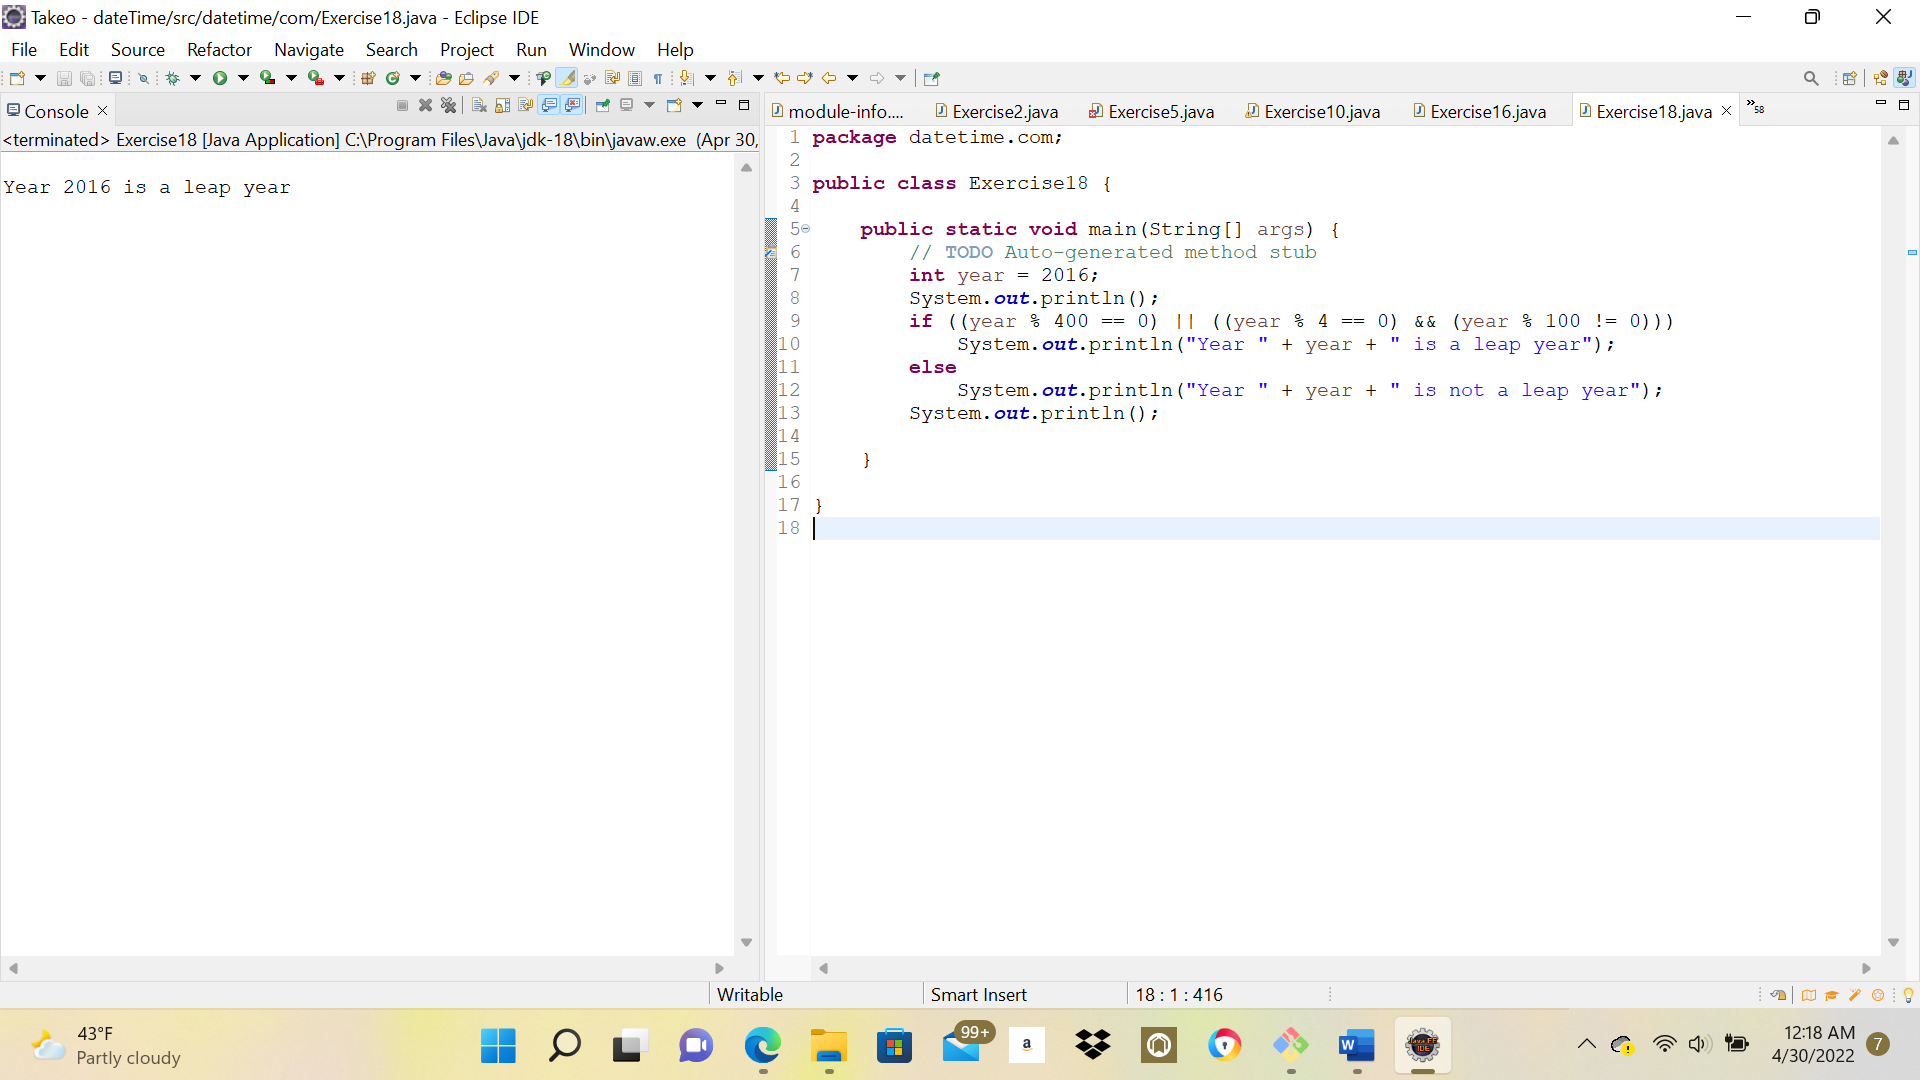 Takeo - dateTime/src/datetime/com/Exercise18.java - Eclipse IDE
File Edit Source Refactor Navigate Search Project Run Window Help
Console
<terminated> Exercise18 [Java Application] C:\Program Files\Java\jdk-18\bin\javaw.exe (Apr 30,
Year 2016 is a leap year
module-info.... Exercise2.java Exercise5.java Exercise10.java Exercise16.java Exercise18.java 58
1 package datetime.com;
2
3 public class Exercise18 {
4
5     public static void main(String[] args) {
6         // TODO Auto-generated method stub
7         int year = 2016;
8         System.out.println();
9         if ((year % 400 == 0) || ((year % 4 == 0) && (year % 100 != 0)))
10             System.out.println("Year " + year + " is a leap year");
11         else
12             System.out.println("Year " + year + " is not a leap year");
13         System.out.println();
14
15     }
16
17 }
18
Writable Smart Insert 18 : 1 : 416
43°F
Partly cloudy
99+
a
W
Java EE
IDE
12:18 AM
4/30/2022
7